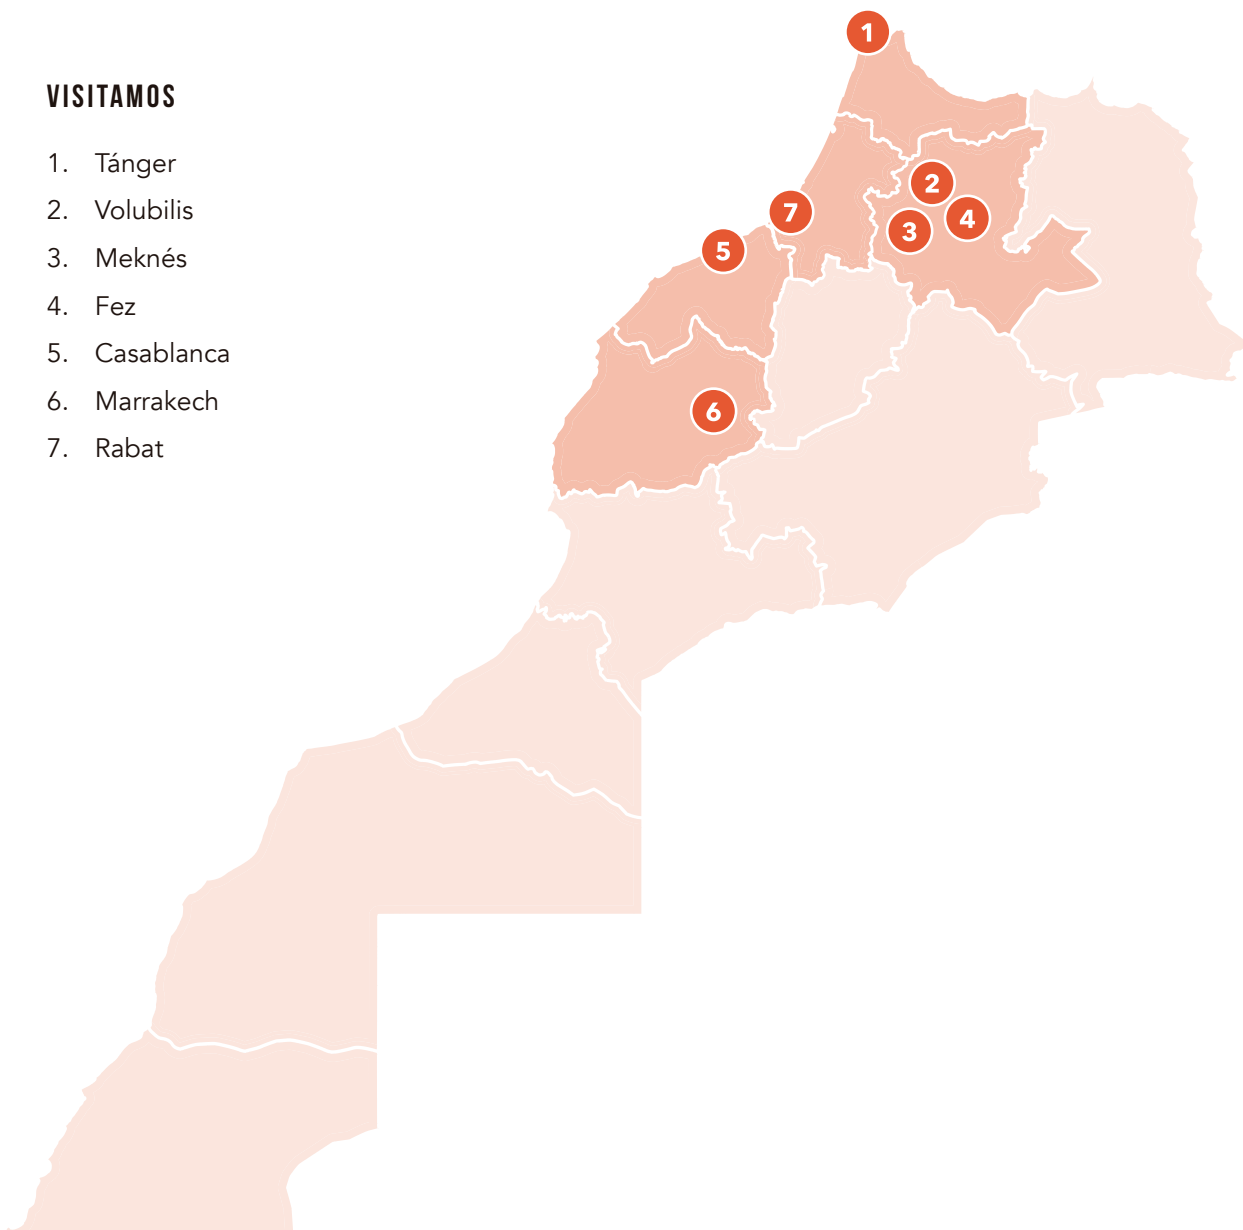 VISITAMOS
1. Tánger
2. Volubilis
3. Meknés
4. Fez
5. Casablanca
6. Marrakech
7. Rabat
1
2
7
4
3
5
6